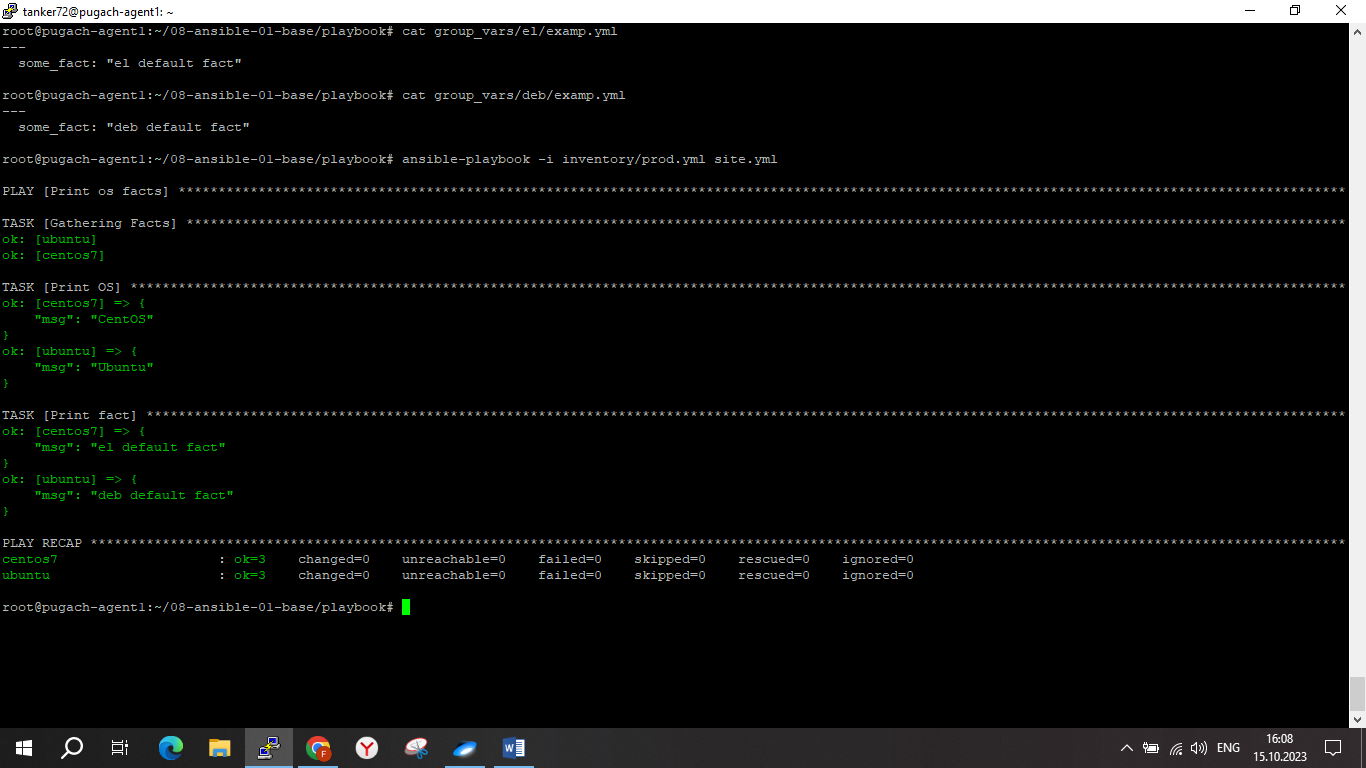 tanker72@pugach-agent1: ~
root@pugach-agent1:~/08-ansible-01-base/playbook# cat group_vars/el/examp.yml
---
  some_fact: "el default fact"
root@pugach-agent1:~/08-ansible-01-base/playbook# cat group_vars/deb/examp.yml
---
  some_fact: "deb default fact"
root@pugach-agent1:~/08-ansible-01-base/playbook# ansible-playbook -i inventory/prod.yml site.yml
PLAY [Print os facts] **************************************************************************************************************************************************
TASK [Gathering Facts] *************************************************************************************************************************************************
ok: [ubuntu]
ok: [centos7]
TASK [Print OS] ********************************************************************************************************************************************************
ok: [centos7] => {
    "msg": "CentOS"
}
ok: [ubuntu] => {
    "msg": "Ubuntu"
}
TASK [Print fact] ******************************************************************************************************************************************************
ok: [centos7] => {
    "msg": "el default fact"
}
ok: [ubuntu] => {
    "msg": "deb default fact"
}
PLAY RECAP *************************************************************************************************************************************************************
centos7                    : ok=3    changed=0    unreachable=0    failed=0    skipped=0    rescued=0    ignored=0
ubuntu                     : ok=3    changed=0    unreachable=0    failed=0    skipped=0    rescued=0    ignored=0
root@pugach-agent1:~/08-ansible-01-base/playbook#
ENG
16:08
15.10.2023